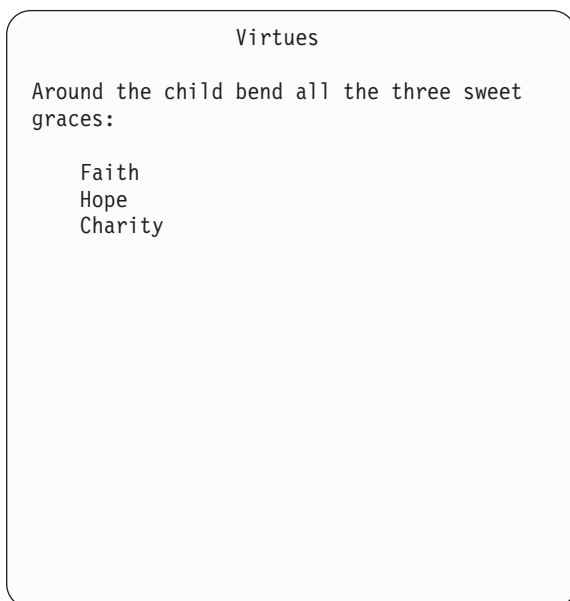 Virtues
Around the child bend all the three sweet
graces:
Faith
Hope
Charity